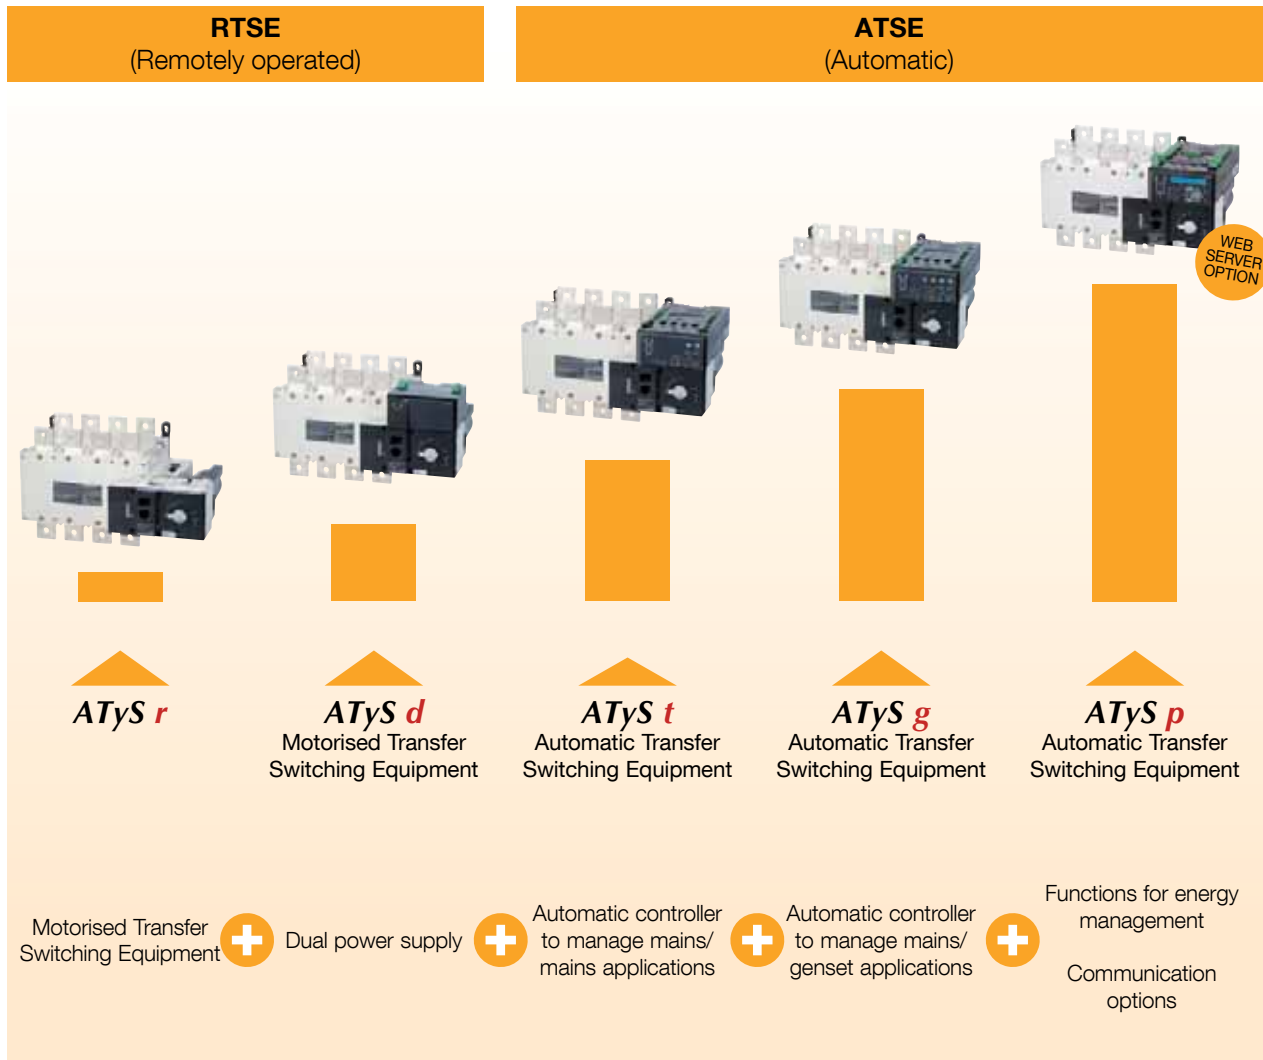 RTSE
(Remotely operated)
ATSE
(Automatic)
WEB
SERVER
OPTION
ATyS r
ATyS d
Motorised Transfer
Switching Equipment
ATyS t
Automatic Transfer
Switching Equipment
ATyS g
Automatic Transfer
Switching Equipment
ATyS p
Automatic Transfer
Switching Equipment
Motorised Transfer
Switching Equipment
Dual power supply
Automatic controller
to manage mains/
mains applications
Automatic controller
to manage mains/
genset applications
Functions for energy
management
Communication
options